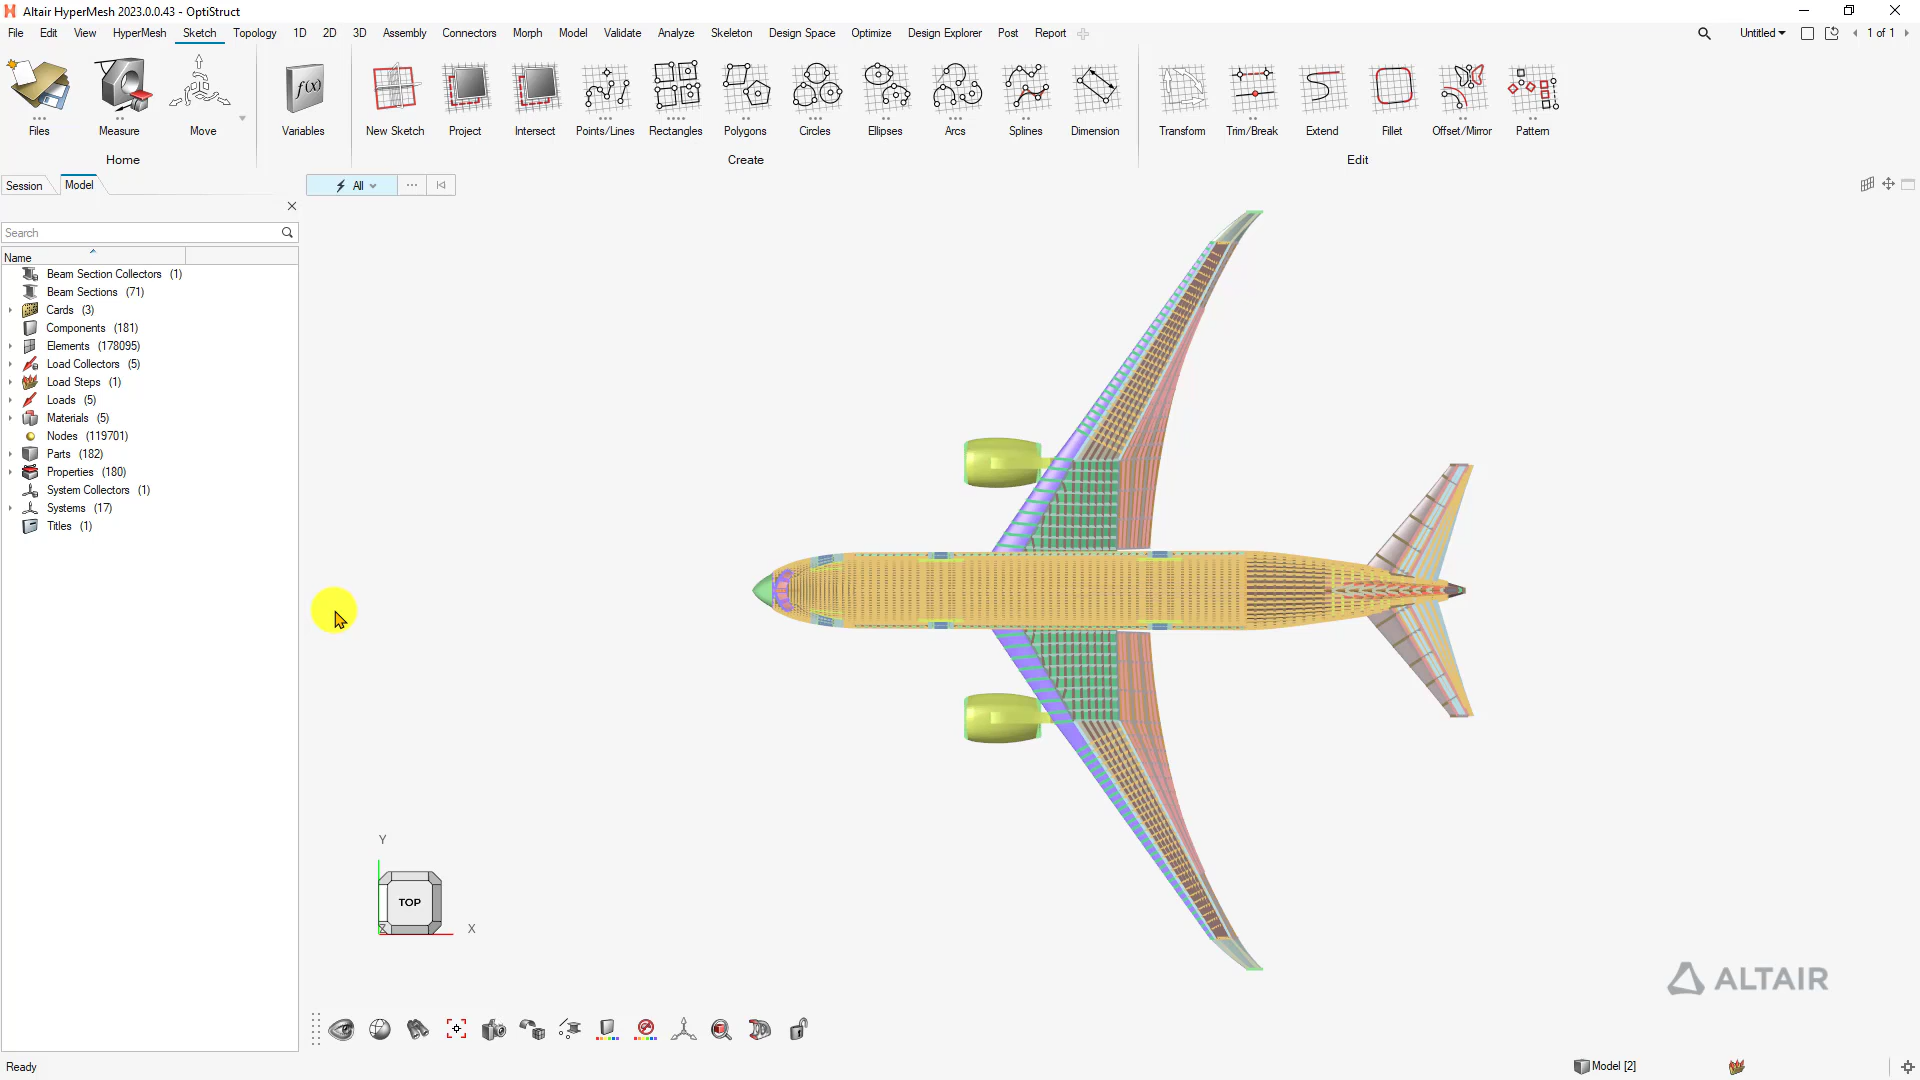 Altair HyperMesh 2023.0.0.43 - OptiStruct
File Edit View HyperMesh Sketch Topology 1D 2D 3D Assembly Connectors Morph Model Validate Analyze Skeleton Design Space Optimize Design Explorer Post Report Untitled 1 of 1
f(x)
Files Measure Move Variables New Sketch Project Intersect Points/Lines Rectangles Polygons Circles Ellipses Arcs Splines Dimension Transform Trim/Break Extend Fillet Offset/Mirror Pattern
Home Create Edit
Session Model All
Search
Name
Beam Section Collectors (1)
Beam Sections (71)
Cards (3)
Components (181)
Elements (178095)
Load Collectors (5)
Load Steps (1)
Loads (5)
Materials (5)
Nodes (119701)
Parts (182)
Properties (180)
System Collectors (1)
Systems (17)
Titles (1)
Y
TOP
Z X
ALTAIR
Ready Model [2]